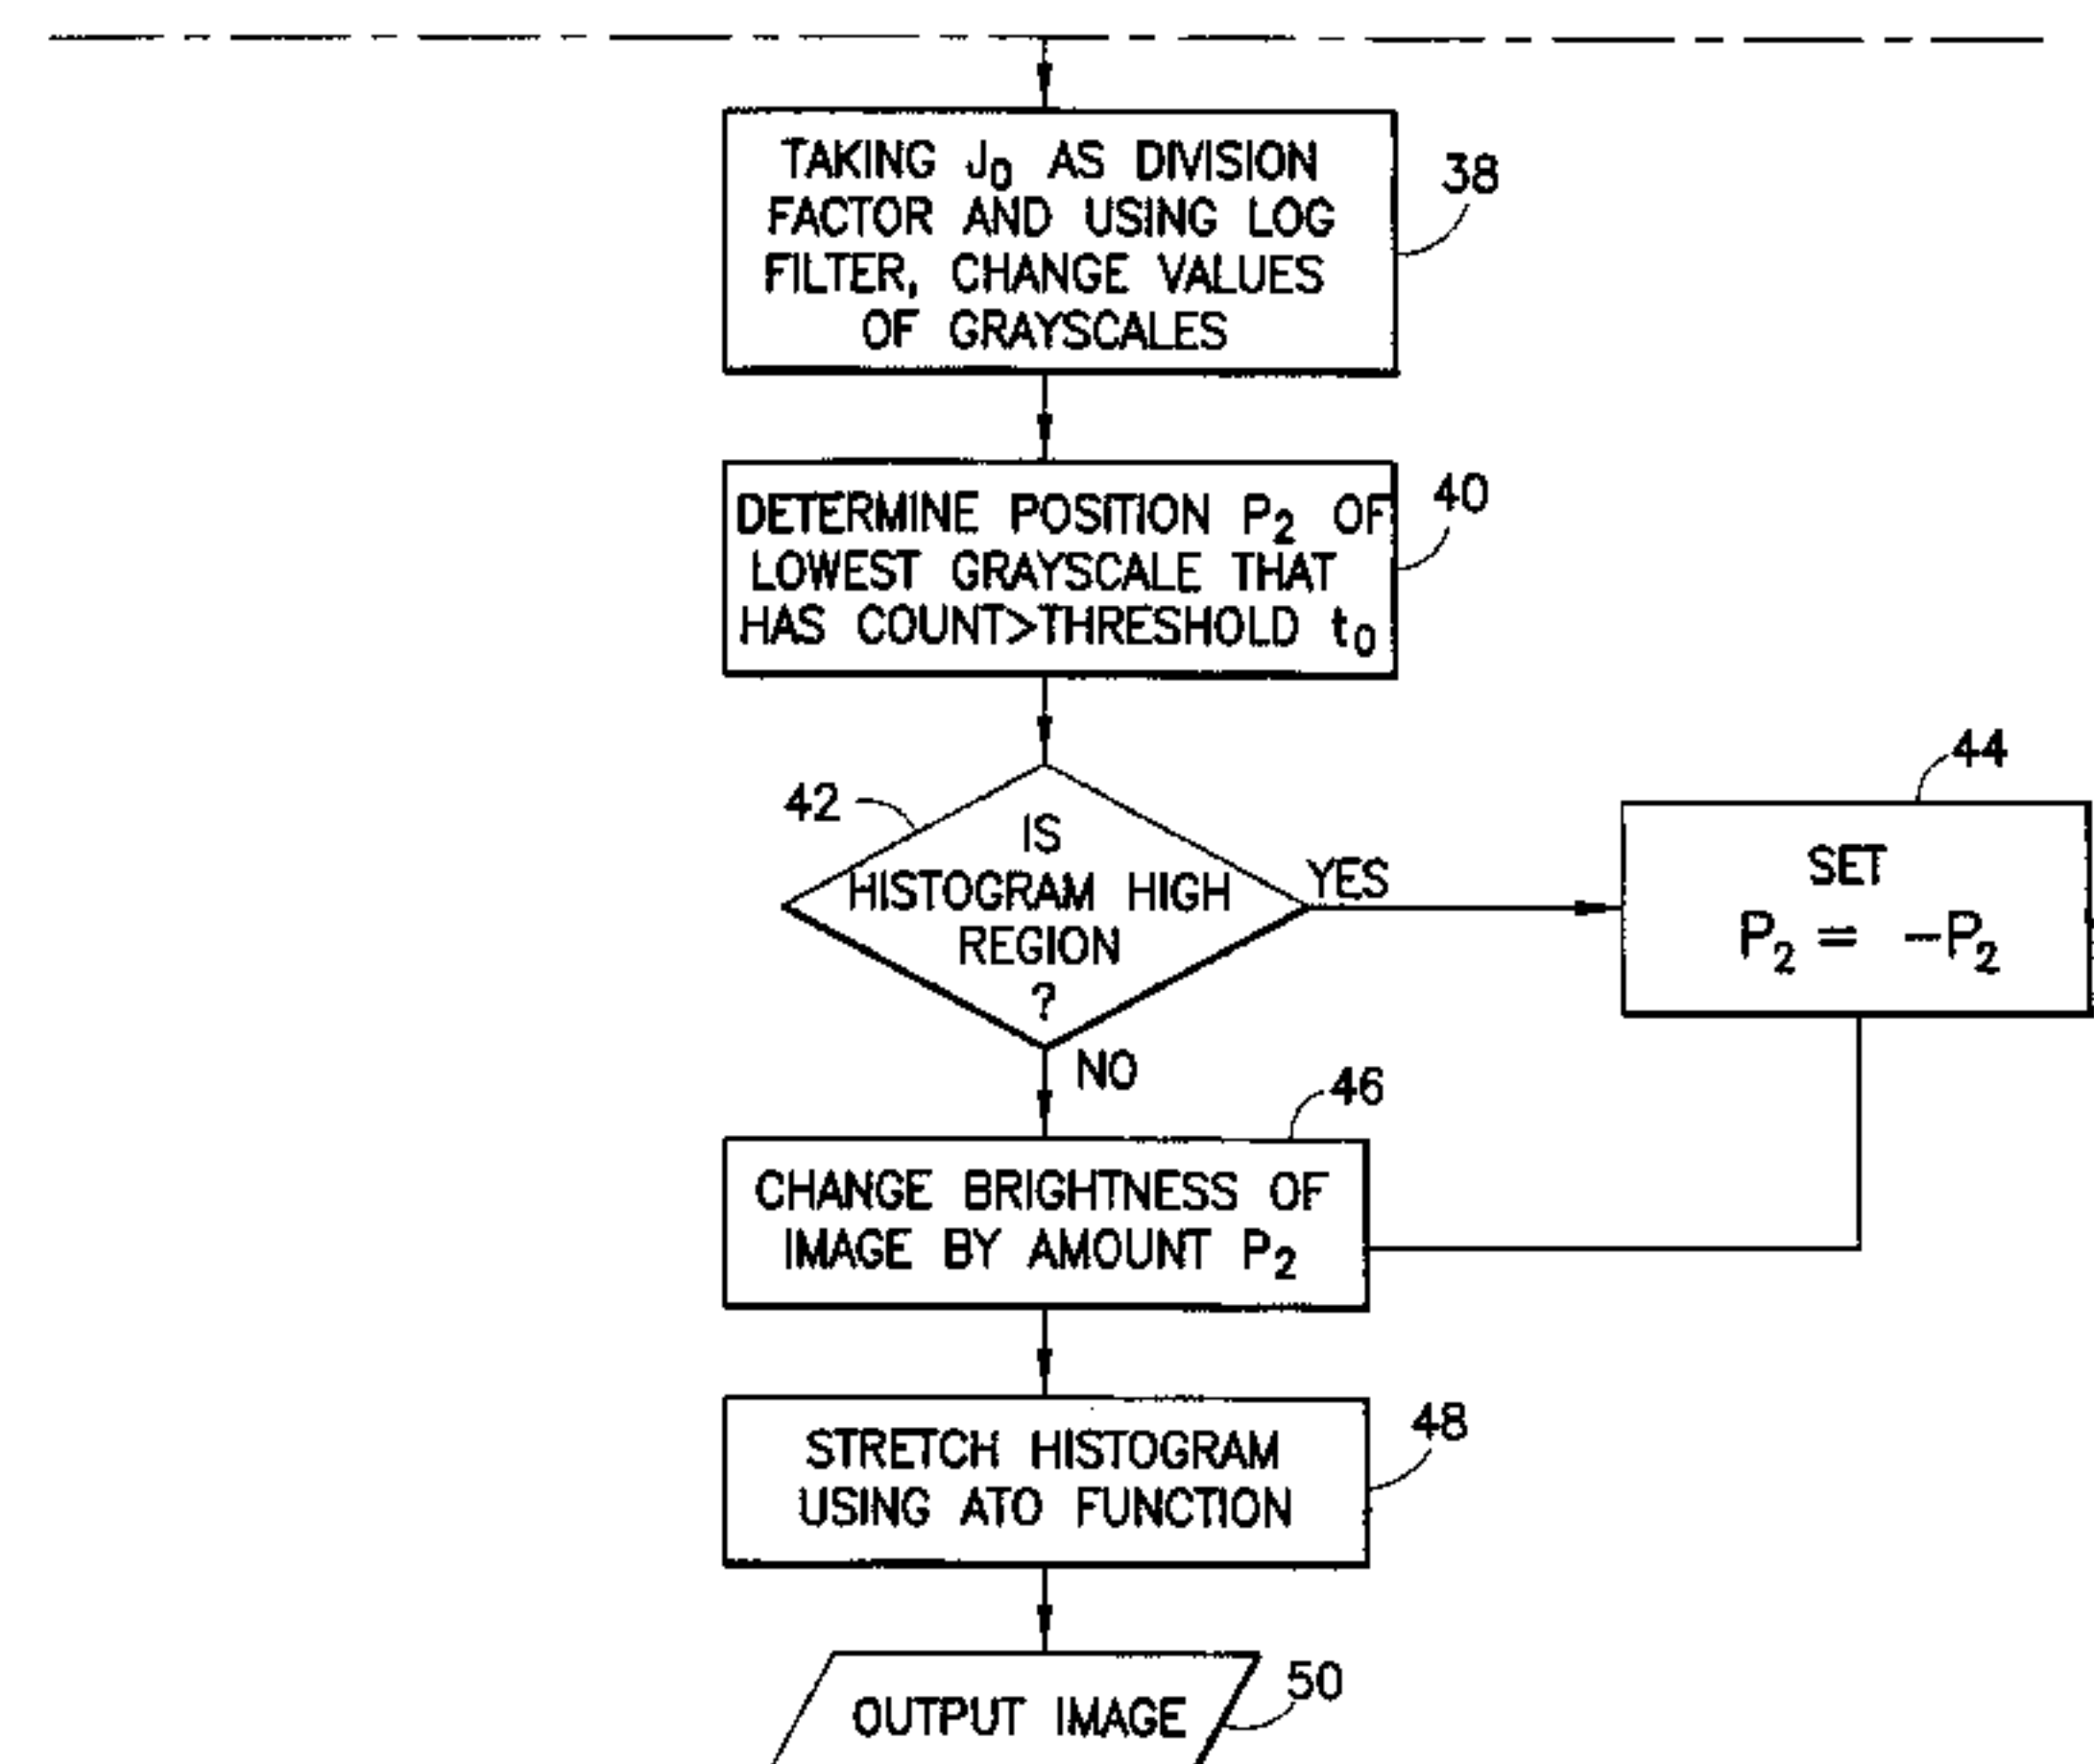 TAKING J₀ AS DIVISION
FACTOR AND USING LOG
FILTER, CHANGE VALUES
OF GRAYSCALES
38
DETERMINE POSITION P₂ OF
LOWEST GRAYSCALE THAT
HAS COUNT>THRESHOLD t₀
40
42
IS
HISTOGRAM HIGH
REGION
?
YES
NO
44
SET
P₂ = -P₂
46
CHANGE BRIGHTNESS OF
IMAGE BY AMOUNT P₂
48
STRETCH HISTOGRAM
USING ATO FUNCTION
OUTPUT IMAGE
50